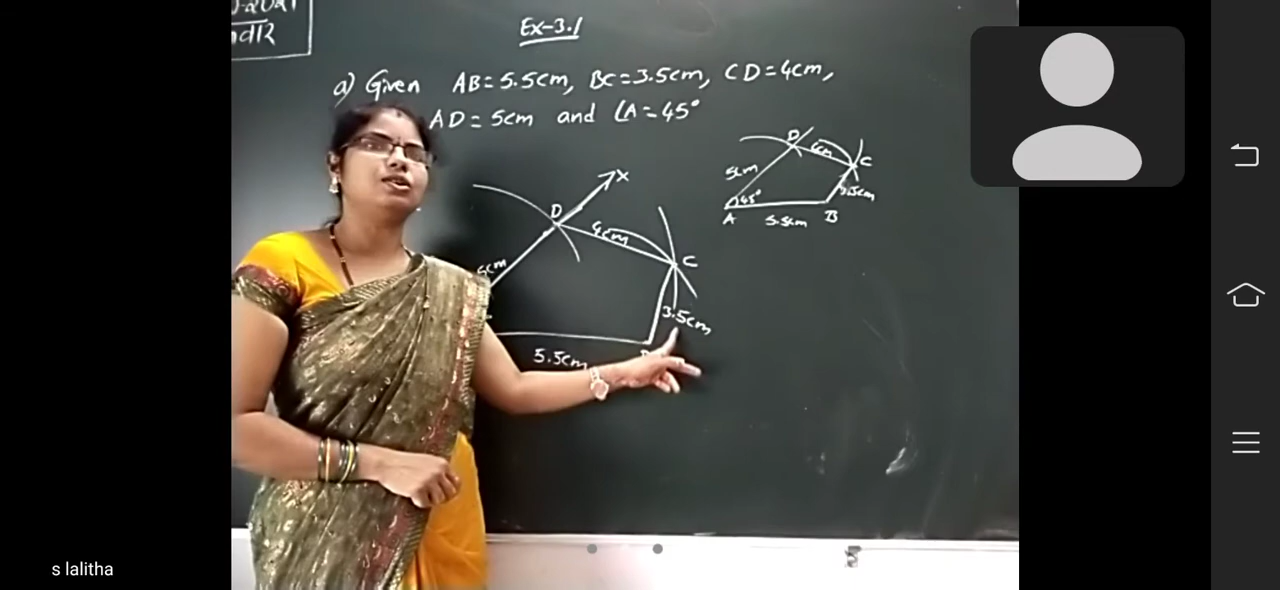 Ex-3.1
a) Given AB = 5.5cm, BC = 3.5cm, CD = 4cm,
AD = 5cm and ∠A = 45°
X
D
4cm
5cm
C
3.5cm
5.5cm
D
4cm
C
5cm
3.5cm
45°
A
5.5cm
B
s lalitha